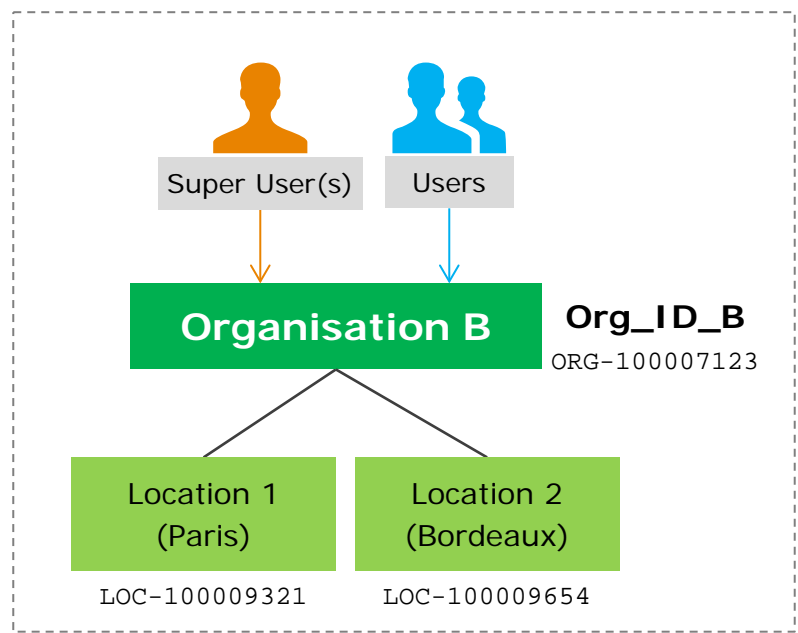 Super User(s)
Users
Organisation B
Org_ID_B
ORG-100007123
Location 1
(Paris)
Location 2
(Bordeaux)
LOC-100009321
LOC-100009654